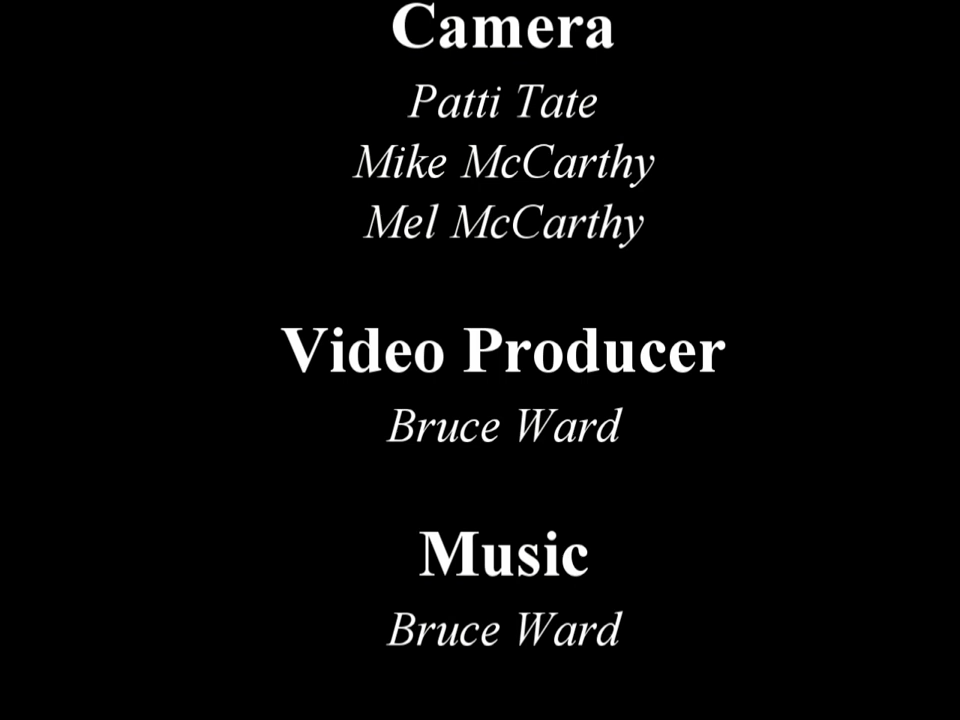 Camera
Patti Tate
Mike McCarthy
Mel McCarthy
Video Producer
Bruce Ward
Music
Bruce Ward